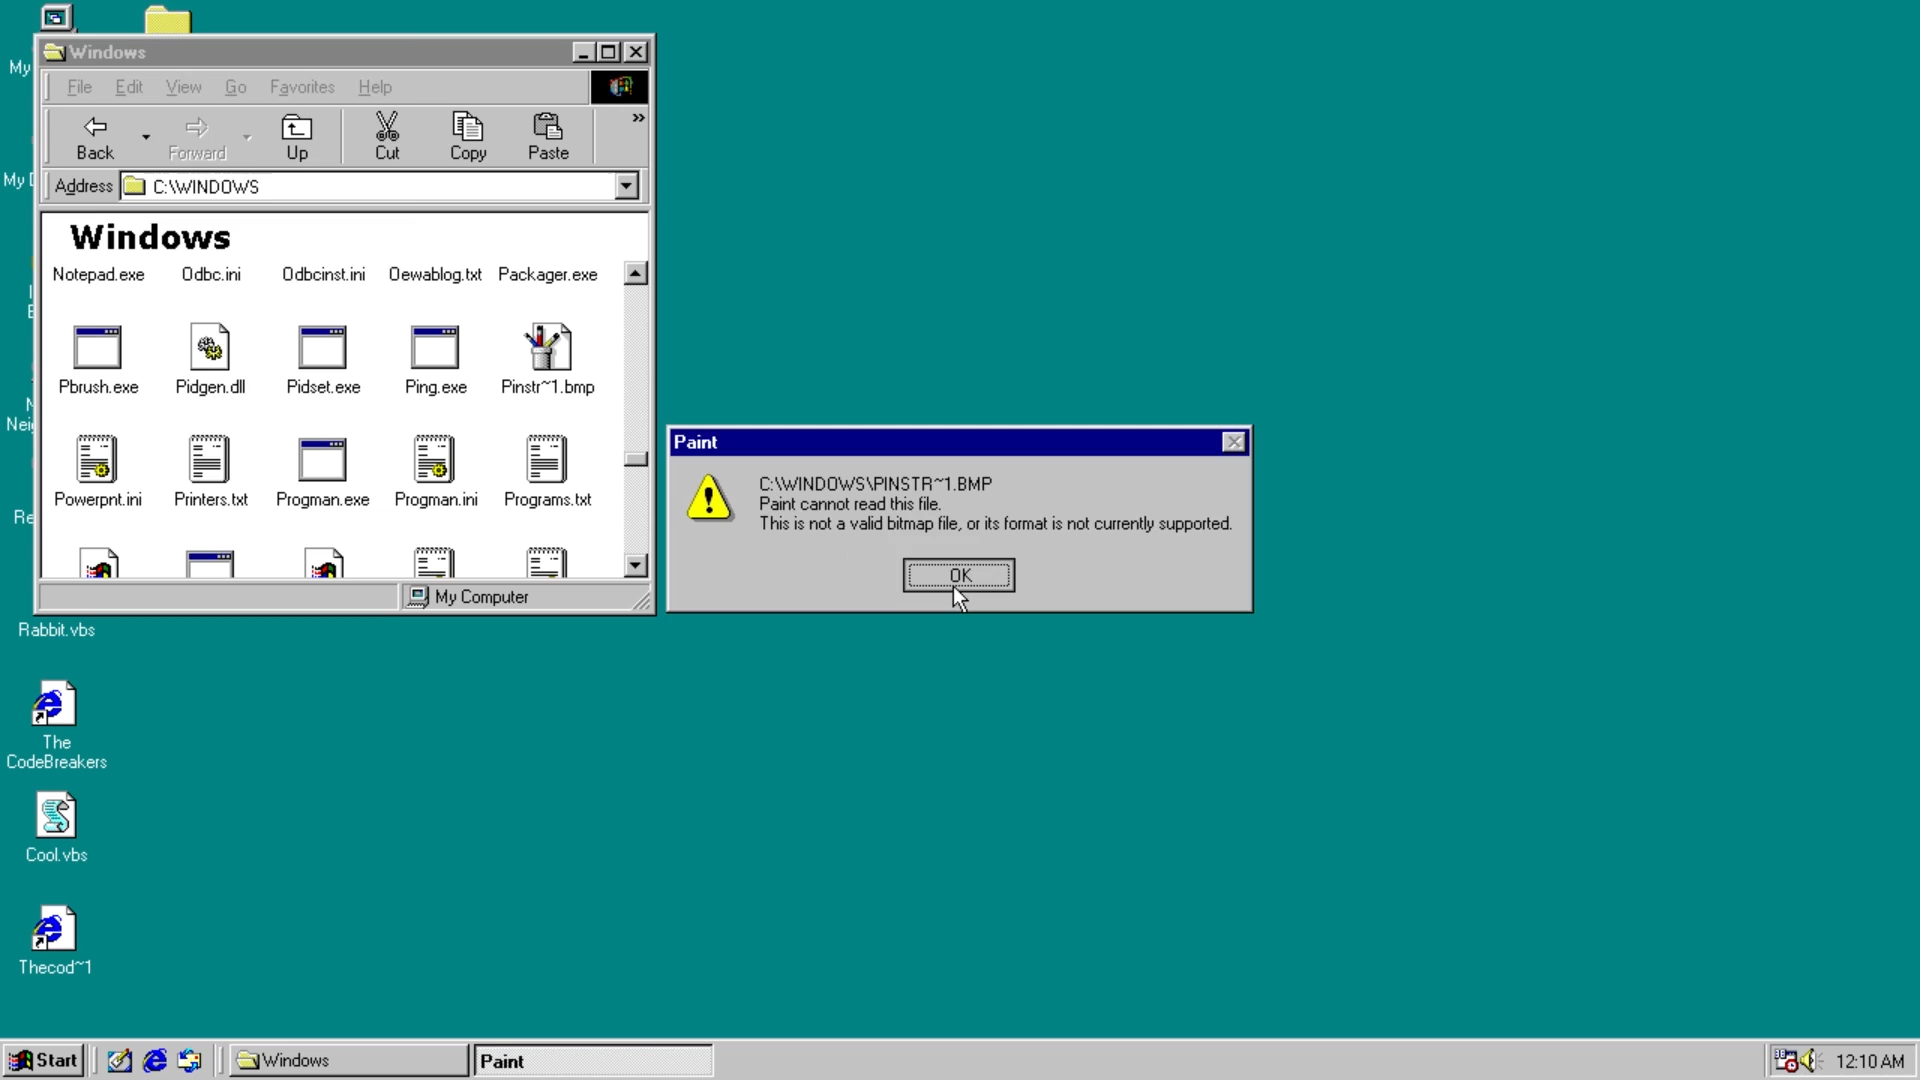 My
Windows
File Edit View Go Favorites Help
Back Forward Up Cut Copy Paste
»
Address C:\WINDOWS
My D
Windows
Notepad.exe Odbc.ini Odbcinst.ini Oewablog.txt Packager.exe
Pbrush.exe Pidgen.dll Pidset.exe Ping.exe Pinstr~1.bmp
Powerpnt.ini Printers.txt Progman.exe Progman.ini Programs.txt
My Computer
Nei
Re
Paint
C:\WINDOWS\PINSTR~1.BMP
Paint cannot read this file.
This is not a valid bitmap file, or its format is not currently supported.
OK
Rabbit.vbs
The
CodeBreakers
Cool.vbs
Thecod~1
Start Windows Paint 12:10 AM